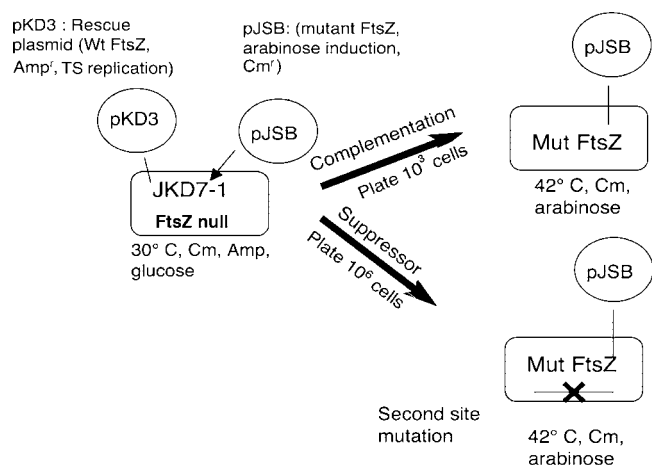 pKD3 : Rescue
plasmid (Wt FtsZ,
Ampʳ, TS replication)
pJSB: (mutant FtsZ,
arabinose induction,
Cmʳ)
pKD3
pJSB
JKD7-1
FtsZ null
30° C, Cm, Amp,
glucose
Complementation
Plate 10³ cells
Suppressor
Plate 10⁶ cells
pJSB
Mut FtsZ
42° C, Cm,
arabinose
pJSB
Mut FtsZ
Second site
mutation
42° C, Cm,
arabinose